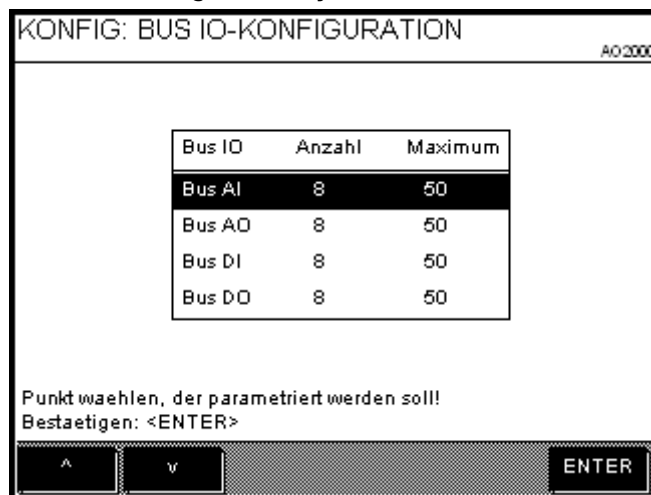 KONFIG: BUS IO-KONFIGURATION
AO2000
Bus IO Anzahl Maximum
Bus AI 8 50
Bus AO 8 50
Bus DI 8 50
Bus DO 8 50
Punkt waehlen, der parametriert werden soll!
Bestaetigen: <ENTER>
^ v ENTER